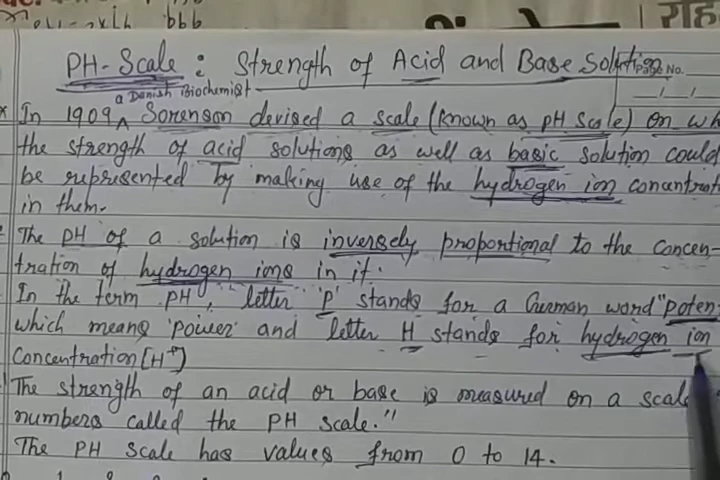 PH-Scale : Strength of Acid and Base Solution
Page No.
a Danish Biochemist
In 1909 ^ Sorenson devised a scale (known as pH Scale) on wh
the strength of acid solutions as well as basic solution could
be represented by making use of the hydrogen ion concentrat
in them.
The PH of a solution is inversely proportional to the concen-
tration of hydrogen ions in it.
In the term PH, letter 'P' stands for a German word "poten
which means 'power' and letter H stands for hydrogen ion
Concentration [H+]
The strength of an acid or base is measured on a scale
numbers called the PH scale."
The PH Scale has values from 0 to 14.